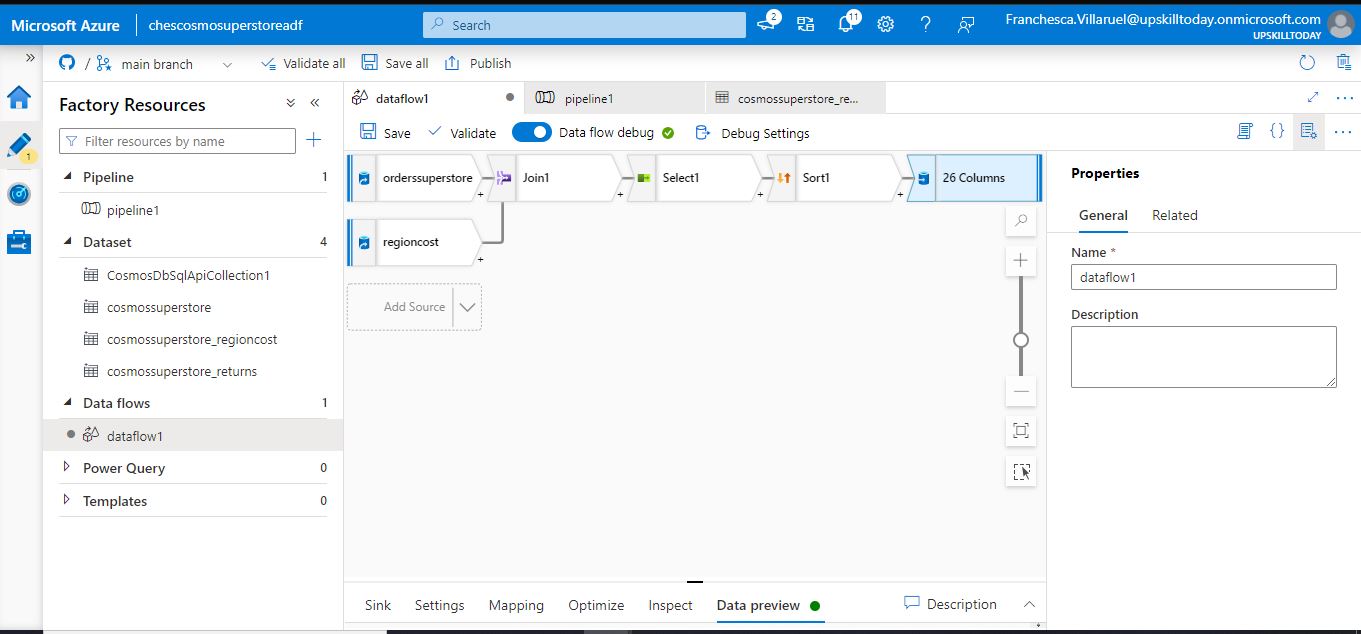 Microsoft Azure
chescosmosuperstoreadf
Search
2
11
Franchesca.Villaruel@upskilltoday.onmicrosoft.com
UPSKILLTODAY
/ main branch
Validate all
Save all
Publish
Factory Resources
Filter resources by name
1
Pipeline 1
pipeline1
Dataset 4
CosmosDbSqlApiCollection1
cosmossuperstore
cosmossuperstore_regioncost
cosmossuperstore_returns
Data flows 1
dataflow1
Power Query 0
Templates 0
dataflow1
pipeline1
cosmossuperstore_re...
Save
Validate
Data flow debug
Debug Settings
orderssuperstore
Join1
Select1
Sort1
26 Columns
regioncost
Add Source
Properties
General
Related
Name *
dataflow1
Description
Sink
Settings
Mapping
Optimize
Inspect
Data preview
Description